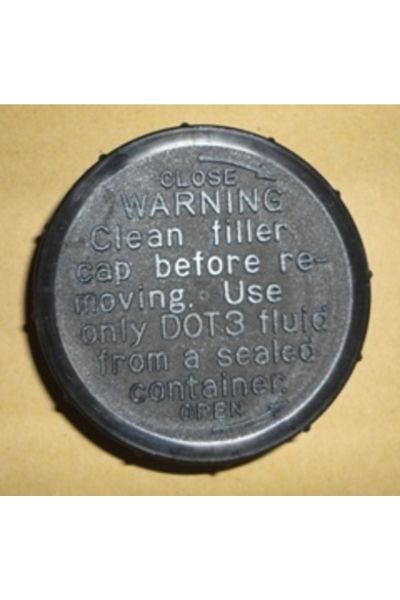 CLOSE
WARNING
Clean filler
cap before re-
moving. Use
only DOT3 fluid
from a sealed
container.
OPEN